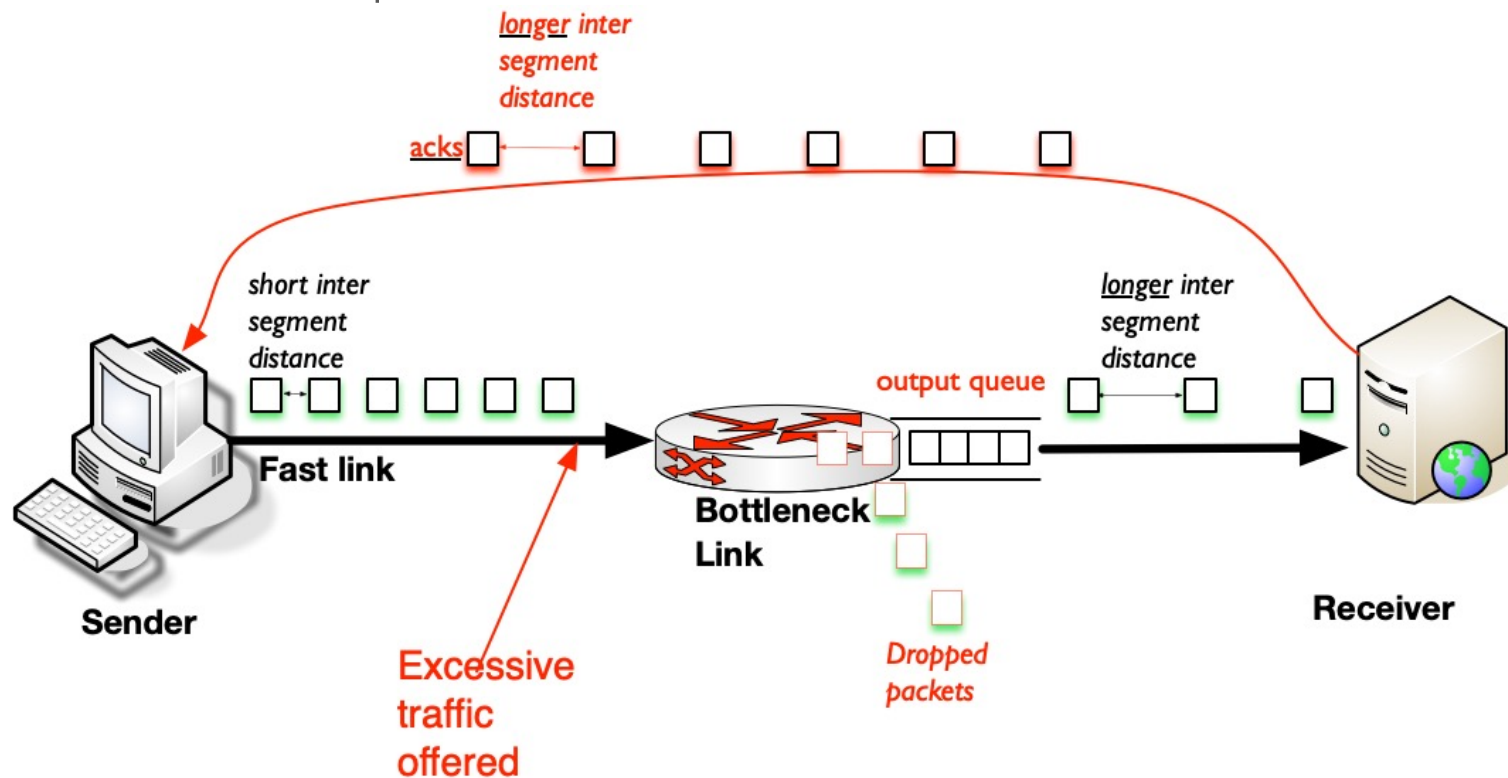 longer inter
segment
distance
acks
short inter
segment
distance
longer inter
segment
distance
output queue
Fast link
Bottleneck
Link
Sender
Receiver
Dropped
packets
Excessive
traffic
offered